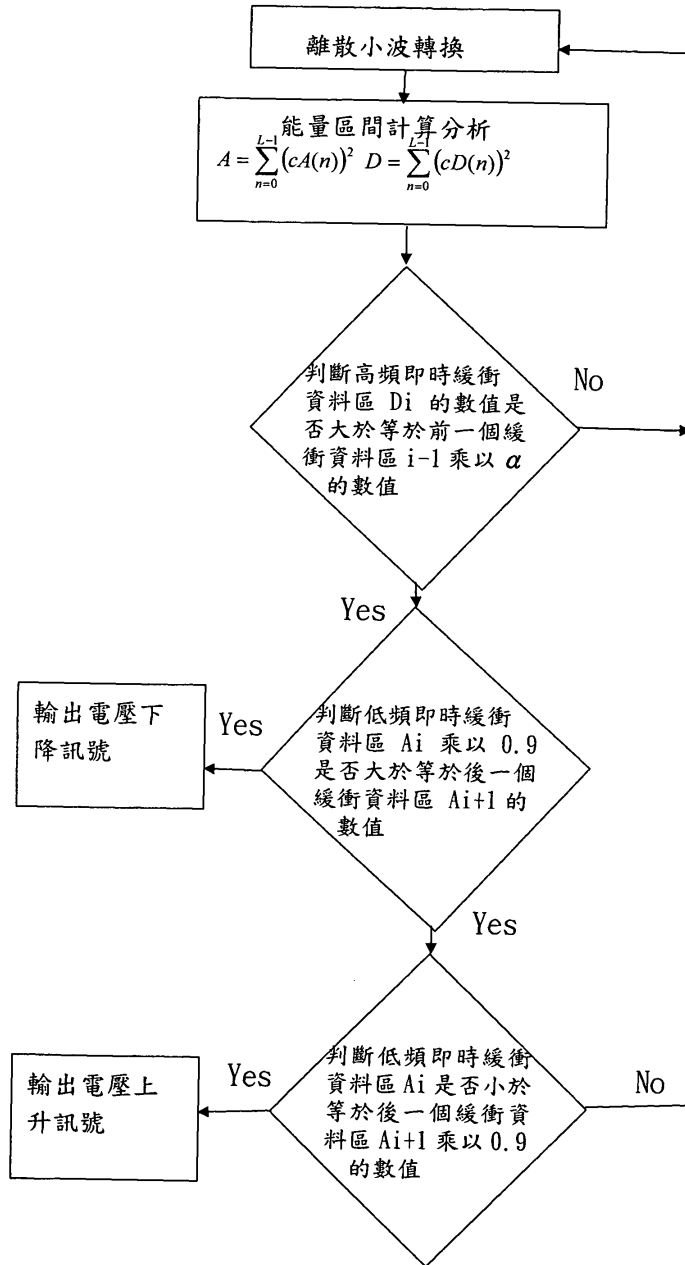 離散小波轉換
能量區間計算分析
$A = \sum_{n=0}^{L-1} (cA(n))^2$ $D = \sum_{n=0}^{L-1} (cD(n))^2$
判斷高頻即時緩衝
資料區 Di 的數值是
否大於等於前一個緩
衝資料區 i-1 乘以 α
的數值
No
Yes
判斷低頻即時緩衝
資料區 Ai 乘以 0.9
是否大於等於後一個
緩衝資料區 Ai+1 的
數值
Yes
輸出電壓下
降訊號
Yes
判斷低頻即時緩衝
資料區 Ai 是否小於
等於後一個緩衝資
料區 Ai+1 乘以 0.9
的數值
Yes
No
輸出電壓上
升訊號